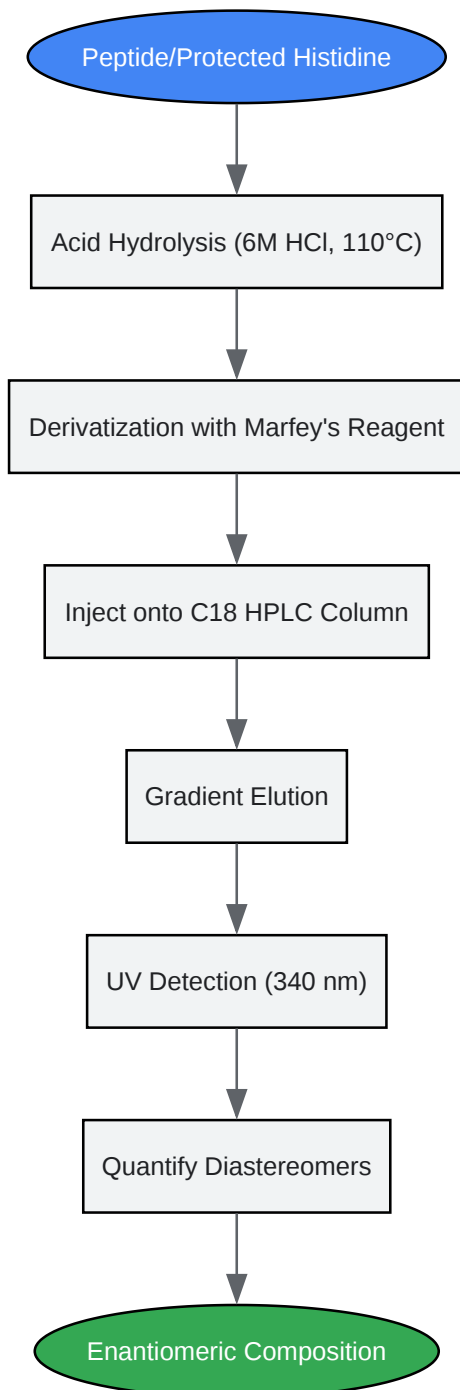 Peptide/Protected Histidine
Acid Hydrolysis (6M HCl, 110°C)
Derivatization with Marfey's Reagent
Inject onto C18 HPLC Column
Gradient Elution
UV Detection (340 nm)
Quantify Diastereomers
Enantiomeric Composition